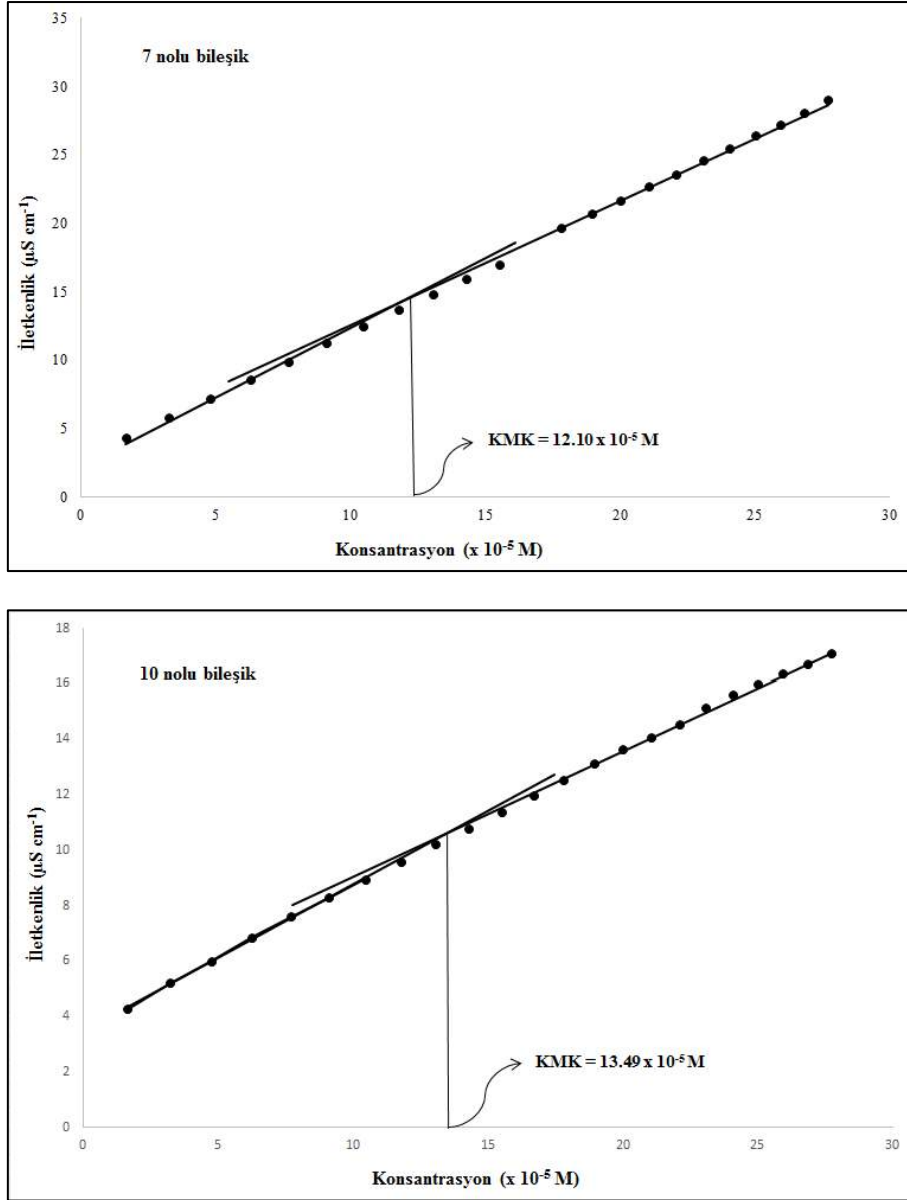 35
7 nolu bileşik
30
25
20
15
10
5
0
İletkenlik (µS cm-1)
KMK = 12.10 x 10-5 M
0 5 10 15 20 25 30
Konsantrasyon (x 10-5 M)
18
10 nolu bileşik
16
14
12
10
8
6
4
2
0
İletkenlik (µS cm-1)
KMK = 13.49 x 10-5 M
0 5 10 15 20 25 30
Konsantrasyon (x 10-5 M)